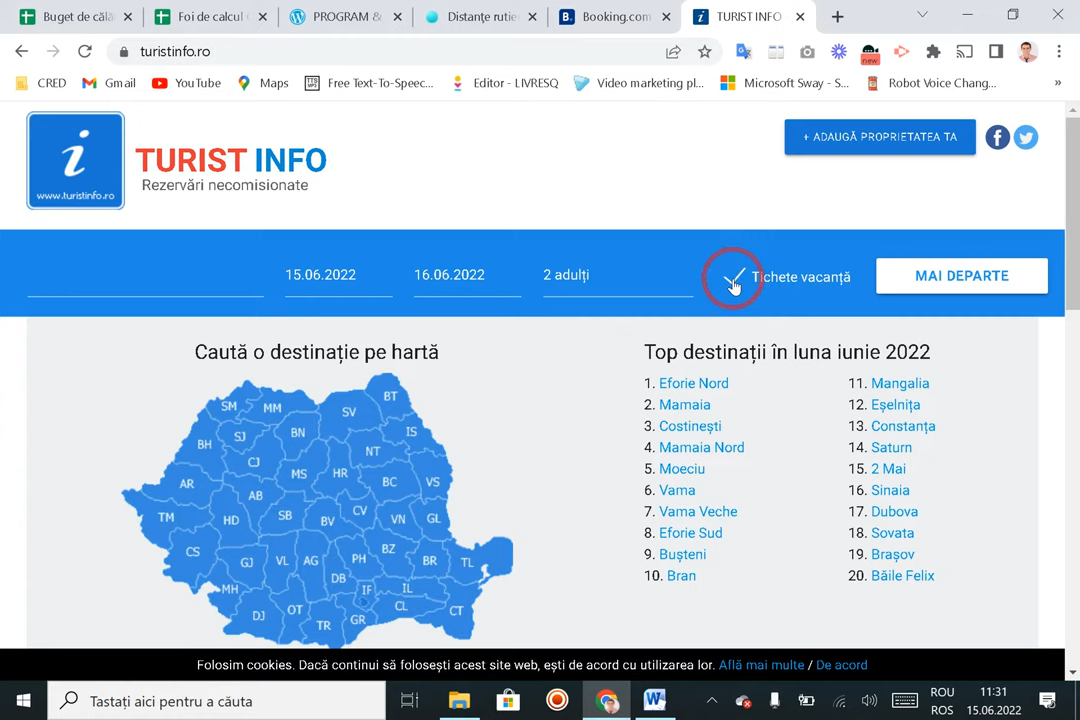 Buget de călă
Foi de calcul
PROGRAM &
Distanțe rutie
Booking.com
TURIST INFO
turistinfo.ro
new
CRED
Gmail
YouTube
Maps
Free Text-To-Speec...
Editor - LIVRESQ
Video marketing pl...
Microsoft Sway - S...
Robot Voice Chang...
»
i
www.turistinfo.ro
TURIST INFO
Rezervări necomisionate
+ ADAUGĂ PROPRIETATEA TA
15.06.2022
16.06.2022
2 adulți
Tichete vacanță
MAI DEPARTE
Caută o destinație pe hartă
BT
SM
MM
SV
SJ
BN
IS
BH
NT
CJ
MS
HR
AR
BC
VS
AB
TM
HD
SB
BV
CV
VN
GL
CS
GJ
VL
AG
PH
BZ
BR
TL
DB
MH
IF
IL
DJ
OT
CL
CT
TR
GR
Top destinații în luna iunie 2022
1. Eforie Nord
2. Mamaia
3. Costinești
4. Mamaia Nord
5. Moeciu
6. Vama
7. Vama Veche
8. Eforie Sud
9. Bușteni
10. Bran
11. Mangalia
12. Eșelnița
13. Constanța
14. Saturn
15. 2 Mai
16. Sinaia
17. Dubova
18. Sovata
19. Brașov
20. Băile Felix
Folosim cookies. Dacă continui să folosești acest site web, ești de acord cu utilizarea lor. Află mai multe / De acord
Tastați aici pentru a căuta
ROU
ROS
11:31
15.06.2022